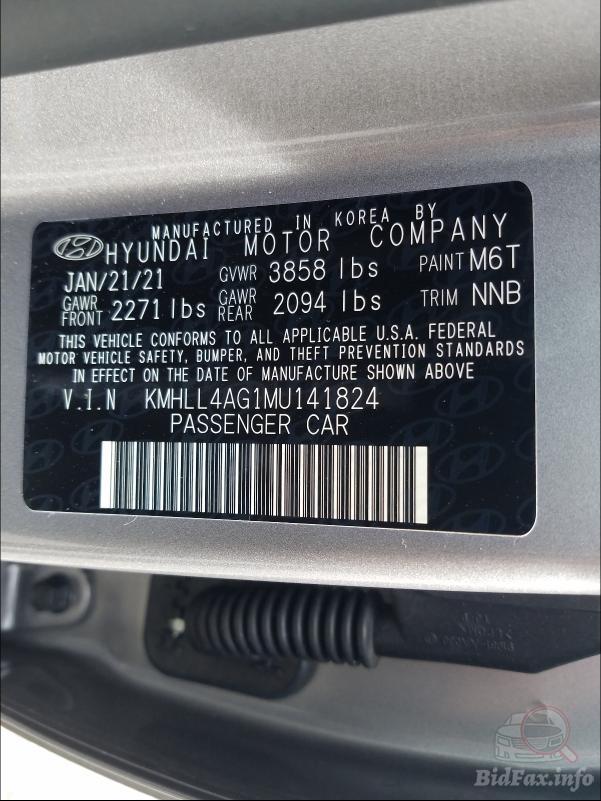 MANUFACTURED IN KOREA BY
HYUNDAI MOTOR COMPANY
JAN/21/21 GVWR 3858 lbs PAINT M6T
GAWR FRONT 2271 lbs GAWR REAR 2094 lbs TRIM NNB
THIS VEHICLE CONFORMS TO ALL APPLICABLE U.S.A. FEDERAL
MOTOR VEHICLE SAFETY, BUMPER, AND THEFT PREVENTION STANDARDS
IN EFFECT ON THE DATE OF MANUFACTURE SHOWN ABOVE
V.I.N KMHLL4AG1MU141824
PASSENGER CAR
BidFax.info